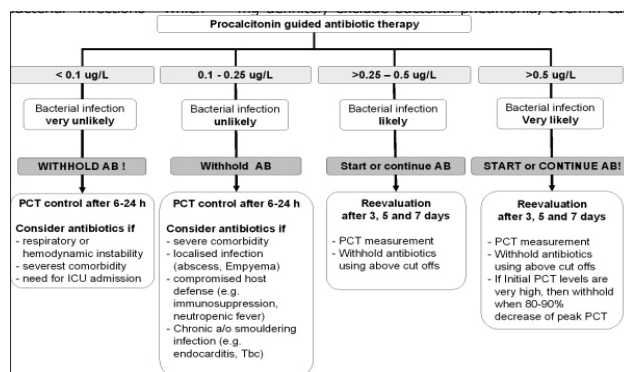 Procalcitonin guided antibiotic therapy
< 0.1 ug/L
0.1 - 0.25 ug/L
>0.25 – 0.5 ug/L
>0.5 ug/L
Bacterial infection
very unlikely
Bacterial infection
unlikely
Bacterial infection
likely
Bacterial infection
Very likely
WITHHOLD AB !
Withhold AB
Start or continue AB
START or CONTINUE AB!
PCT control after 6-24 h
Consider antibiotics if
- respiratory or
hemodynamic instability
- severest comorbidity
- need for ICU admission
PCT control after 6-24 h
Consider antibiotics if
- severe comorbidity
- localised infection
(abscess, Empyema)
- compromised host
defense (e.g.
immunosuppression,
neutropenic fever)
- Chronic a/o smouldering
infection (e.g.
endocarditis, Tbc)
Reevaluation
after 3, 5 and 7 days
- PCT measurement
- Withhold antibiotics
using above cut offs
Reevaluation
after 3, 5 and 7 days
- PCT measurement
- Withhold antibiotics
using above cut offs
- If Initial PCT levels are
very high, then withhold
when 80-90%
decrease of peak PCT